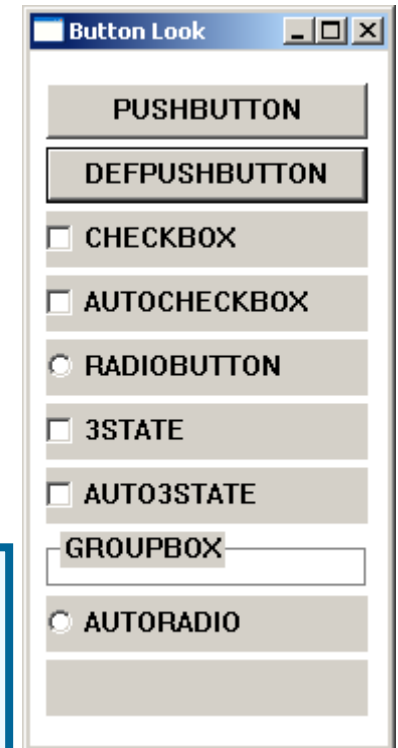 Button Look
PUSHBUTTON
DEFPUSHBUTTON
CHECKBOX
AUTOCHECKBOX
RADIOBUTTON
3STATE
AUTO3STATE
GROUPBOX
AUTORADIO